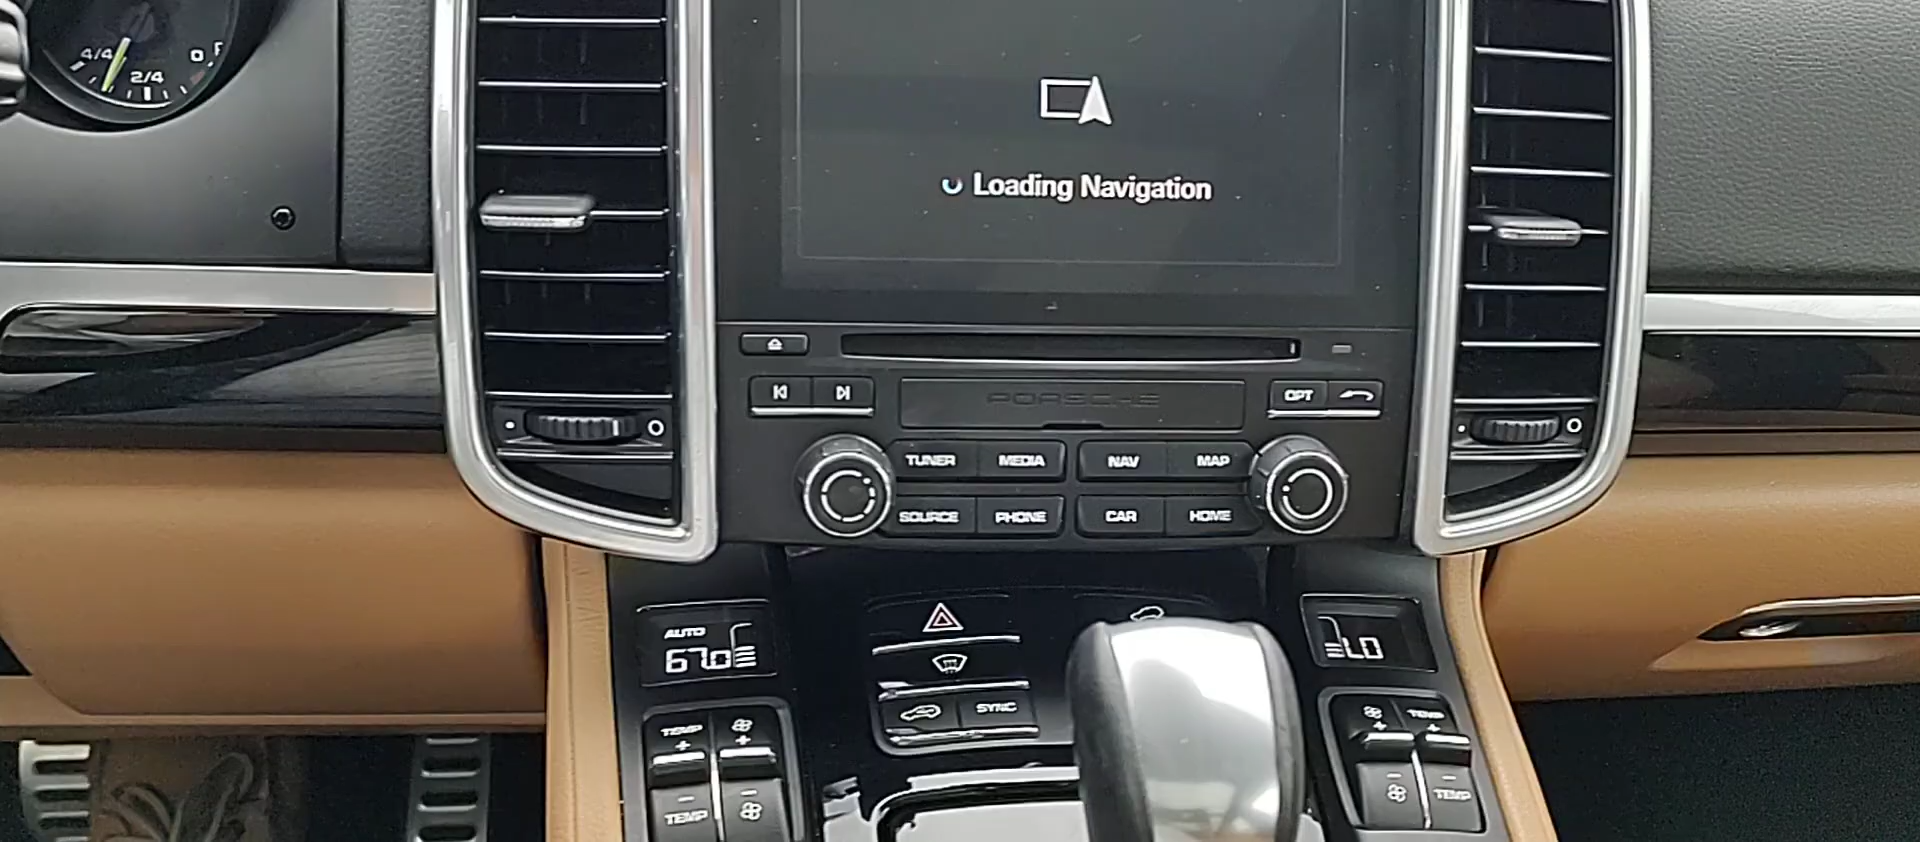 4/4
2/4
0
Loading Navigation
OPT
PORSCHE
TUNER MEDIA NAV MAP
SOURCE PHONE CAR HOME
AUTO
67.0
LO
SYNC
TEMP
TEMP
TEMP
TEMP